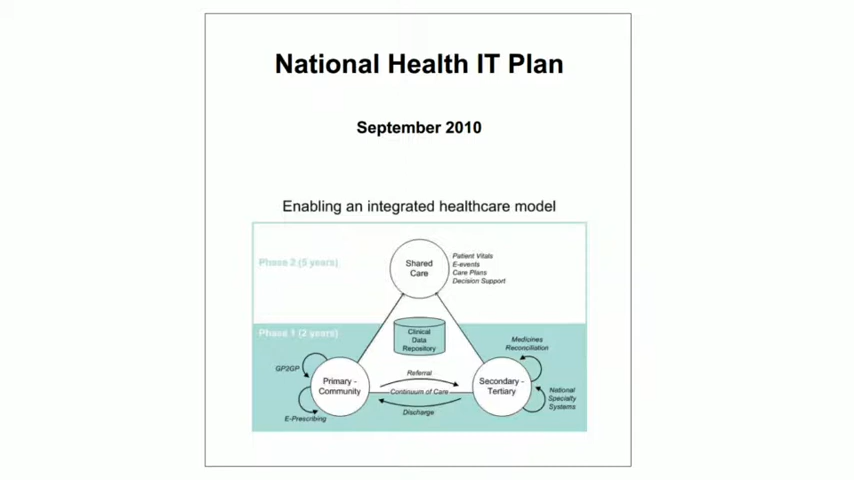 National Health IT Plan
September 2010
Enabling an integrated healthcare model
Phase 2 (5 years)
Shared
Care
Patient Vitals
E-events
Care Plans
Decision Support
Phase 1 (2 years)
Clinical
Data
Repository
Medicines
Reconciliation
GP2GP
Primary -
Community
Referral
Continuum of Care
Discharge
Secondary -
Tertiary
National
Specialty
Systems
E-Prescribing